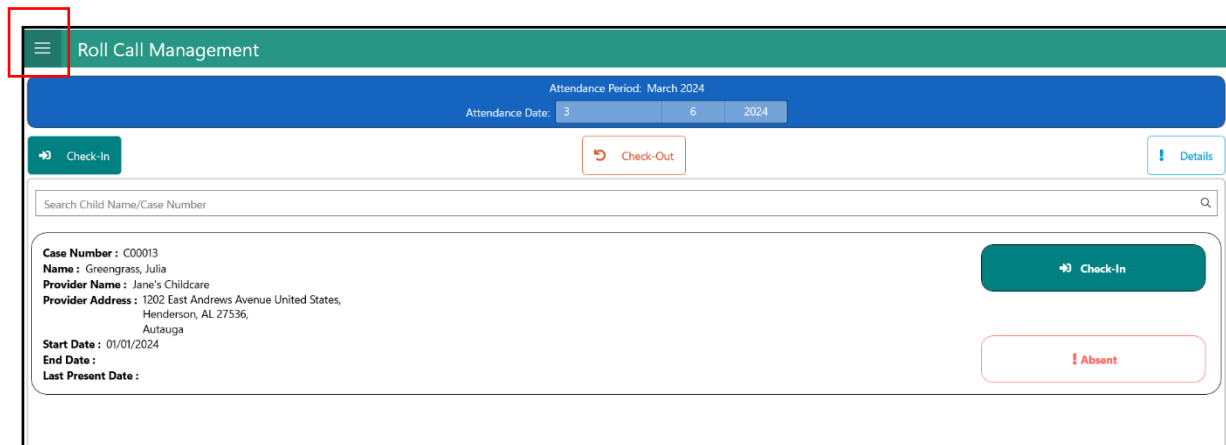 Roll Call Management
Attendance Period: March 2024
Attendance Date: 3 6 2024
Check-In
Check-Out
! Details
Search Child Name/Case Number
Case Number : C00013
Name : Greengrass, Julia
Provider Name : Jane's Childcare
Provider Address : 1202 East Andrews Avenue United States,
Henderson, AL 27536,
Autauga
Start Date : 01/01/2024
End Date :
Last Present Date :
Check-In
! Absent